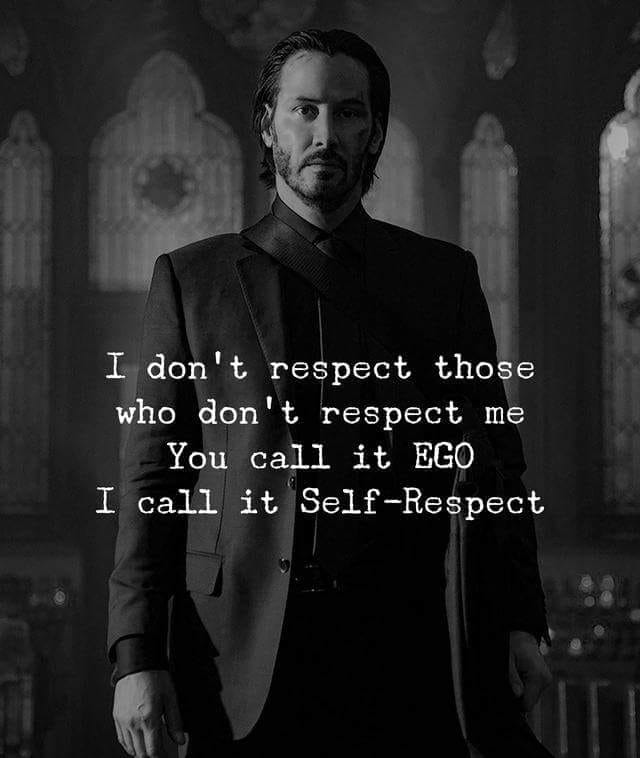 I don't respect those
who don't respect me
You call it EGO
I call it Self-Respect